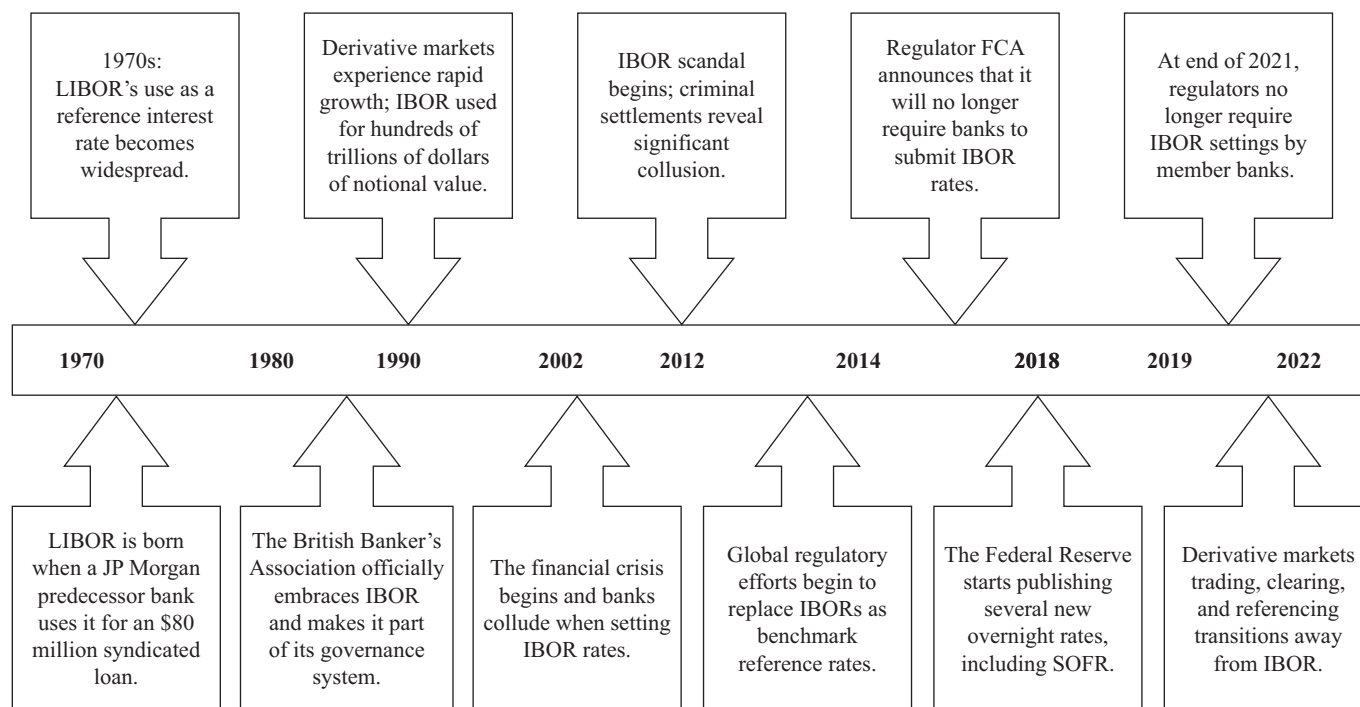 1970s:
LIBOR's use as a
reference interest
rate becomes
widespread.
Derivative markets
experience rapid
growth; IBOR used
for hundreds of
trillions of dollars
of notional value.
IBOR scandal
begins; criminal
settlements reveal
significant
collusion.
Regulator FCA
announces that it
will no longer
require banks to
submit IBOR
rates.
At end of 2021,
regulators no
longer require
IBOR settings by
member banks.
1970 1980 1990 2002 2012 2014 2018 2019 2022
LIBOR is born
when a JP Morgan
predecessor bank
uses it for an $80
million syndicated
loan.
The British Banker's
Association officially
embraces IBOR
and makes it part
of its governance
system.
The financial crisis
begins and banks
collude when setting
IBOR rates.
Global regulatory
efforts begin to
replace IBORs as
benchmark
reference rates.
The Federal Reserve
starts publishing
several new
overnight rates,
including SOFR.
Derivative markets
trading, clearing,
and referencing
transitions away
from IBOR.